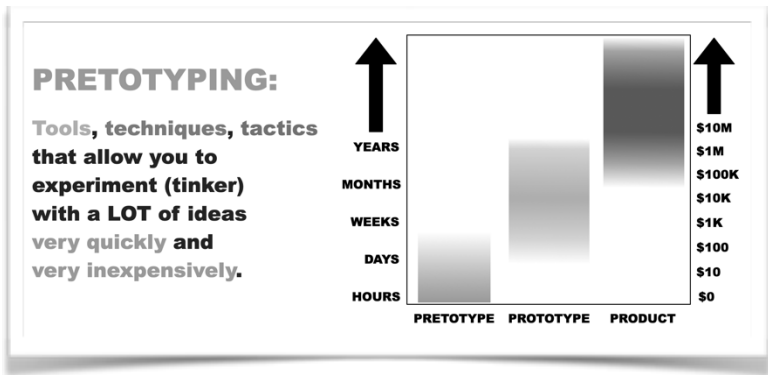 PRETOTYPING:
Tools, techniques, tactics
that allow you to
experiment (tinker)
with a LOT of ideas
very quickly and
very inexpensively.
YEARS
MONTHS
WEEKS
DAYS
HOURS
$10M
$1M
$100K
$10K
$1K
$100
$10
$0
PRETOTYPE PROTOTYPE PRODUCT